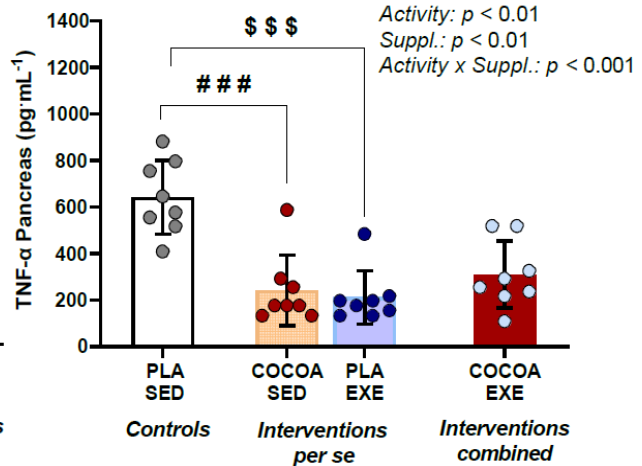 Activity: p < 0.01
Suppl.: p < 0.01
Activity x Suppl.: p < 0.001
$ $ $
# # #
TNF-α Pancreas (pg·mL⁻¹)
1400
1200
1000
800
600
400
200
0
PLA SED
COCOA SED
PLA EXE
COCOA EXE
Controls
Interventions per se
Interventions combined
s